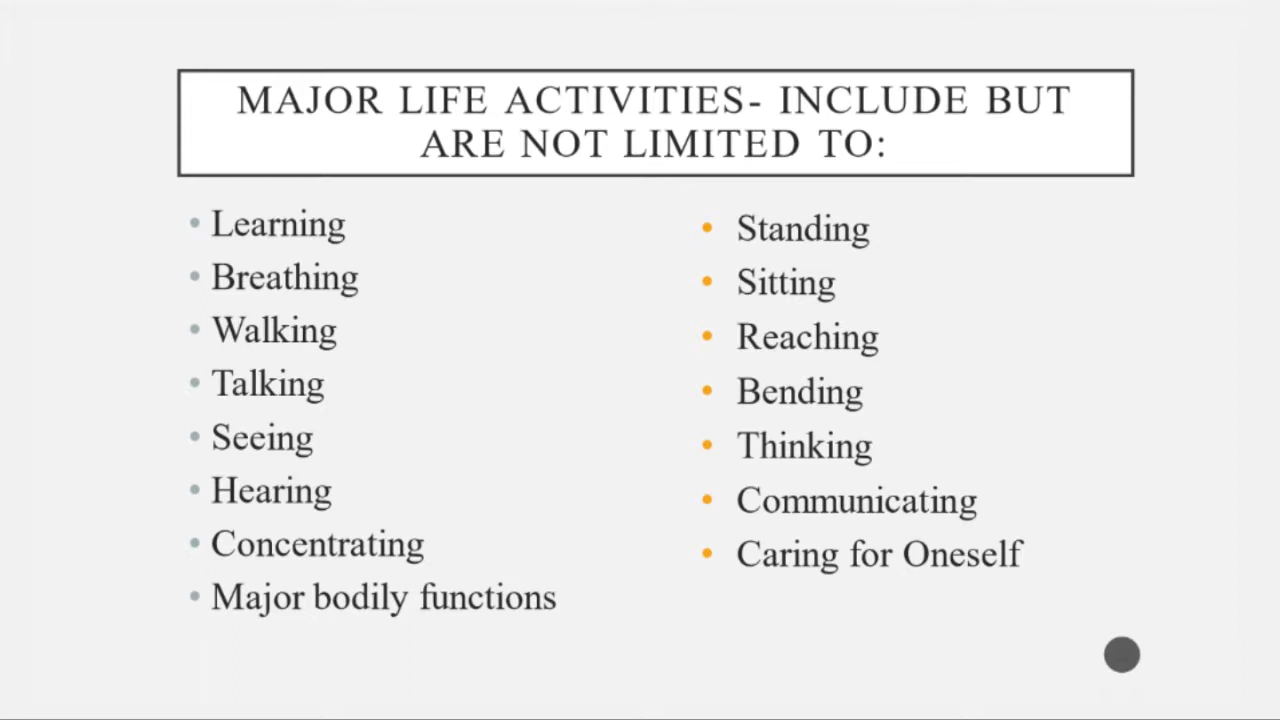 MAJOR LIFE ACTIVITIES- INCLUDE BUT
ARE NOT LIMITED TO:
• Learning
• Breathing
• Walking
• Talking
• Seeing
• Hearing
• Concentrating
• Major bodily functions
• Standing
• Sitting
• Reaching
• Bending
• Thinking
• Communicating
• Caring for Oneself